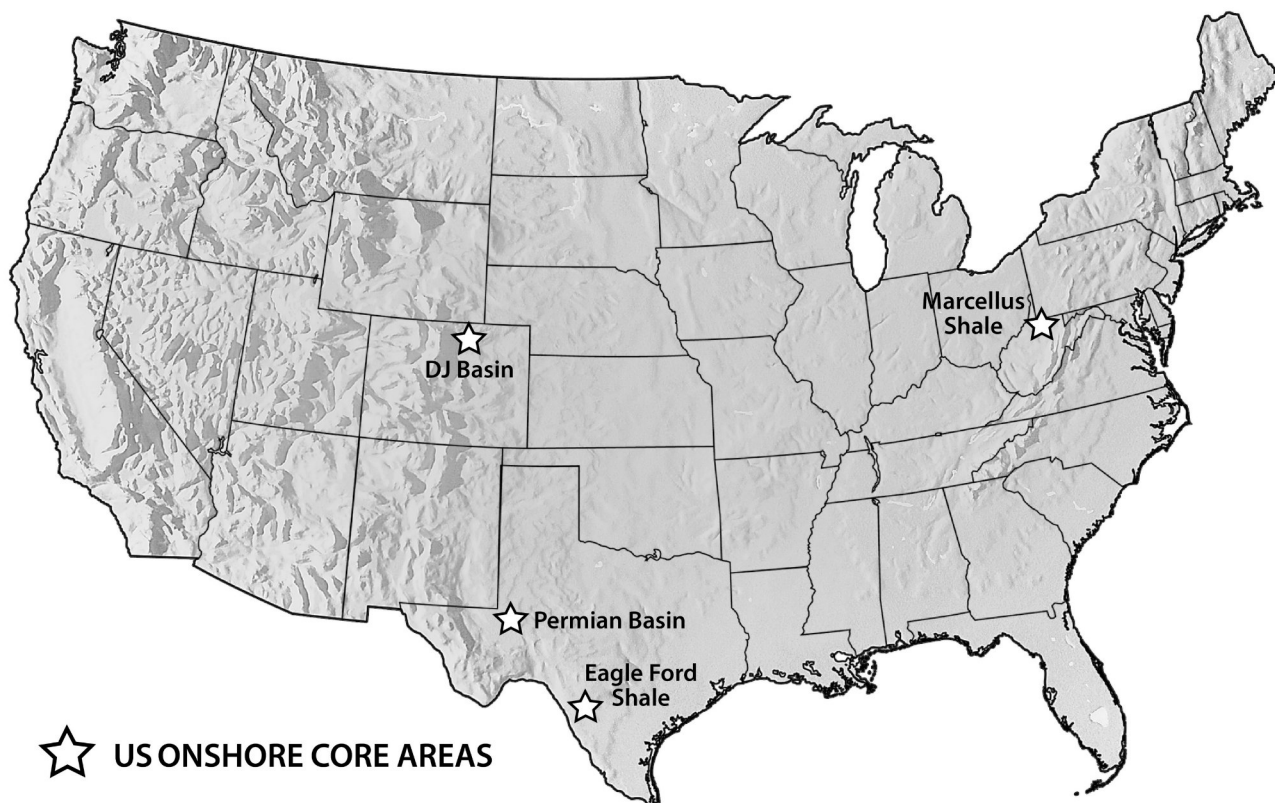 Marcellus
Shale
DJ Basin
Permian Basin
Eagle Ford
Shale
US ONSHORE CORE AREAS